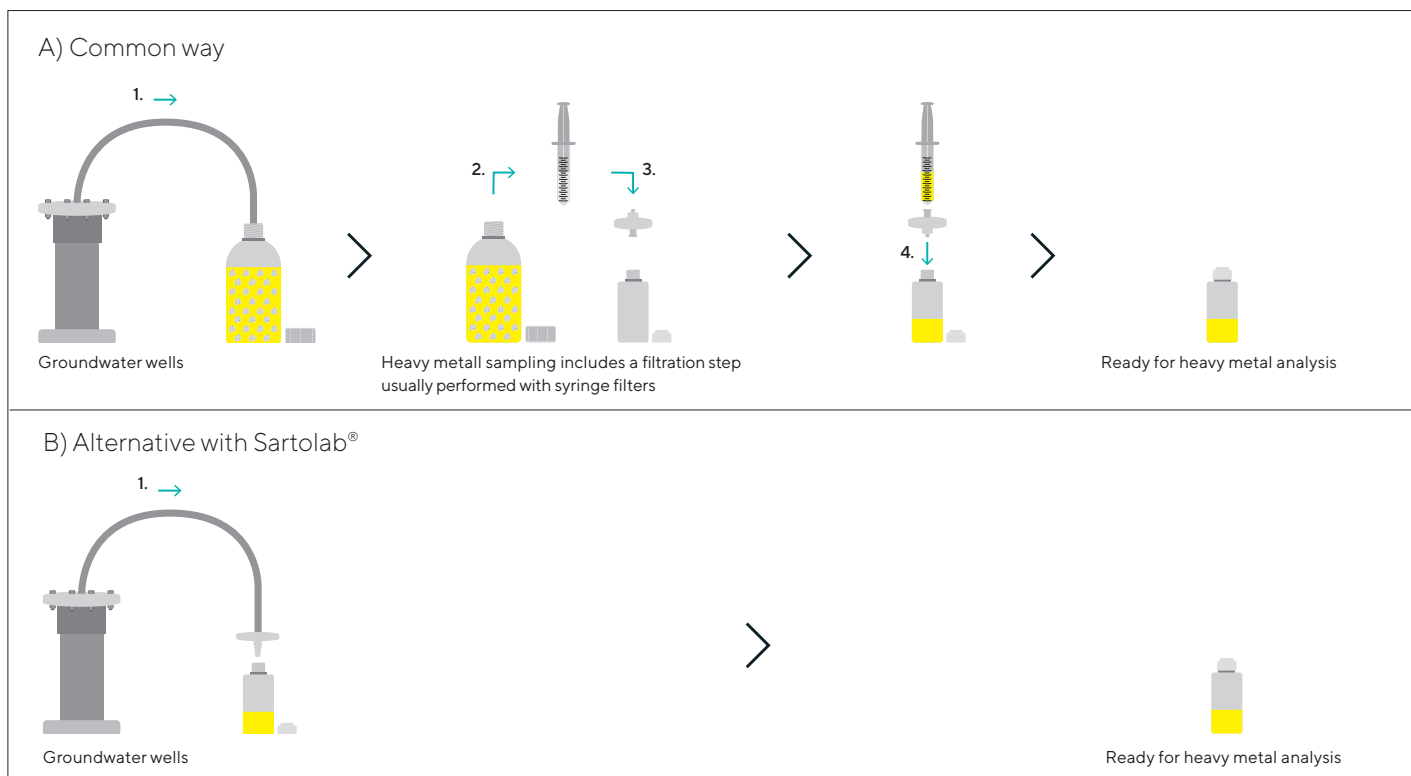 A) Common way
1.
2.
3.
4.
Groundwater wells
Heavy metall sampling includes a filtration step
usually performed with syringe filters
Ready for heavy metal analysis
B) Alternative with Sartolab®
1.
Groundwater wells
Ready for heavy metal analysis